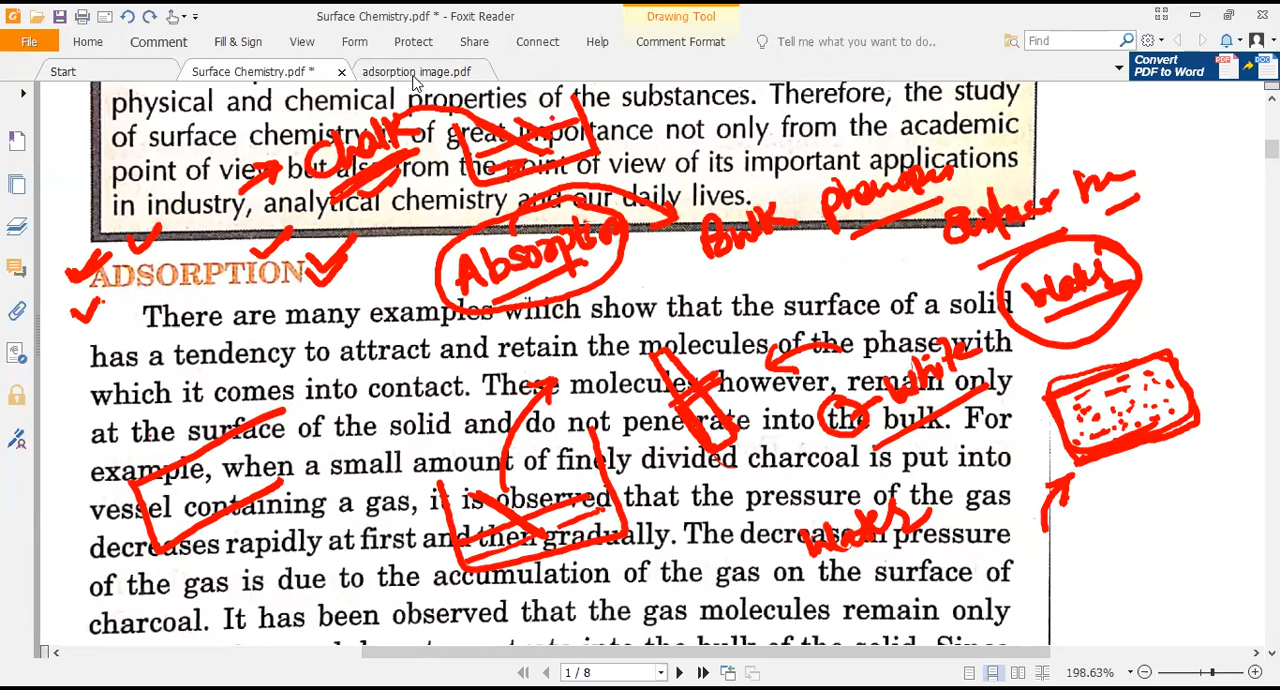 Surface Chemistry.pdf * - Foxit Reader
Drawing Tool
File Home Comment Fill & Sign View Form Protect Share Connect Help Comment Format Tell me what you want to do.. Find
Start Surface Chemistry.pdf * adsorption image.pdf
Convert
PDF to Word
physical and chemical properties of the substances. Therefore, the study
of surface chemistry is of great importance not only from the academic
point of view but also from the point of view of its important applications
in industry, analytical chemistry and our daily lives.
Chalk
Absorption
Bulk
ADSORPTION
There are many examples which show that the surface of a solid
has a tendency to attract and retain the molecules of the phase with
which it comes into contact. These molecules, however, remain only
at the surface of the solid and do not penetrate into the bulk. For
example, when a small amount of finely divided charcoal is put into
vessel containing a gas, it is observed that the pressure of the gas
decreases rapidly at first and then gradually. The decrease in pressure
of the gas is due to the accumulation of the gas on the surface of
charcoal. It has been observed that the gas molecules remain only
white
1 / 8
198.63%